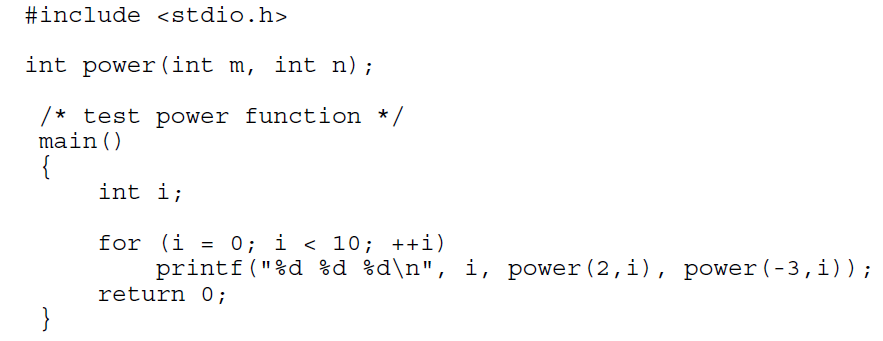 #include <stdio.h>
int power(int m, int n);
/* test power function */
main()
{
int i;
for (i = 0; i < 10; ++i)
printf("%d %d %d\n", i, power(2,i), power(-3,i));
return 0;
}